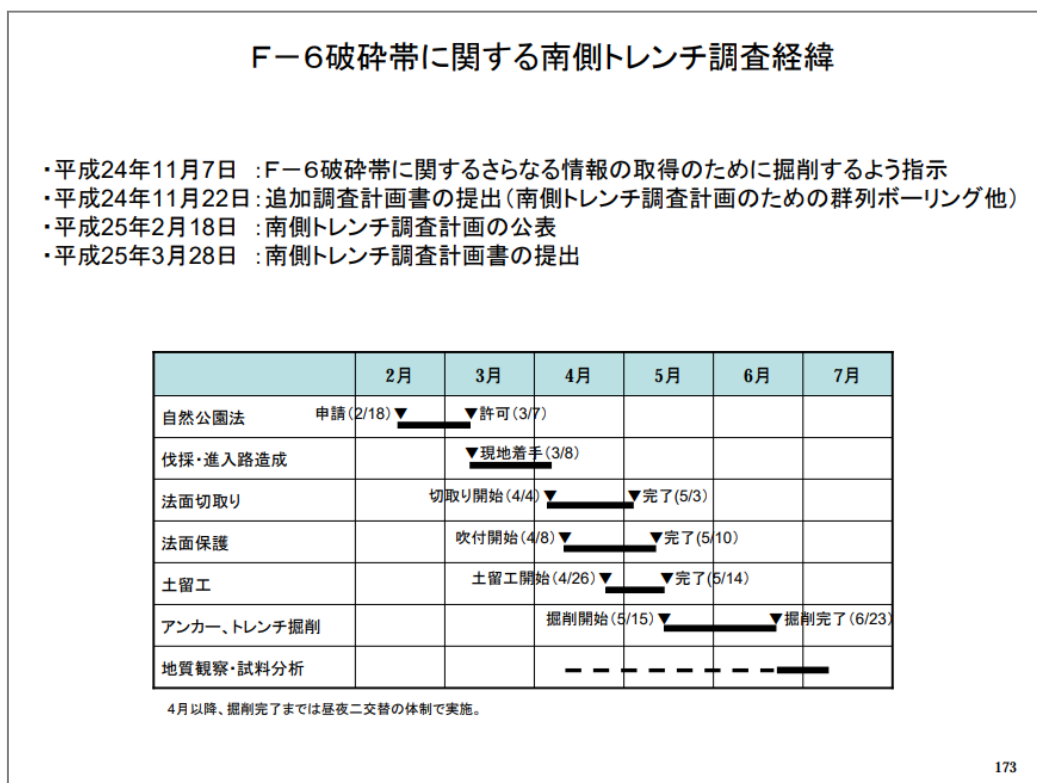 F-6破砕帯に関する南側トレンチ調査経緯
・平成24年11月7日 :F-6破砕帯に関するさらなる情報の取得のために掘削するよう指示
・平成24年11月22日:追加調査計画書の提出(南側トレンチ調査計画のための群列ボーリング他)
・平成25年2月18日 :南側トレンチ調査計画の公表
・平成25年3月28日 :南側トレンチ調査計画書の提出
2月 3月 4月 5月 6月 7月
自然公園法 申請(2/18)▼ ▼許可(3/7)
伐採・進入路造成 ▼現地着手(3/8)
法面切取り 切取り開始(4/4)▼ ▼完了(5/3)
法面保護 吹付開始(4/8)▼ ▼完了(5/10)
土留工 土留工開始(4/26)▼ ▼完了(5/14)
アンカー、トレンチ掘削 掘削開始(5/15)▼ ▼掘削完了(6/23)
地質観察・試料分析
4月以降、掘削完了までは昼夜二交替の体制で実施。
173